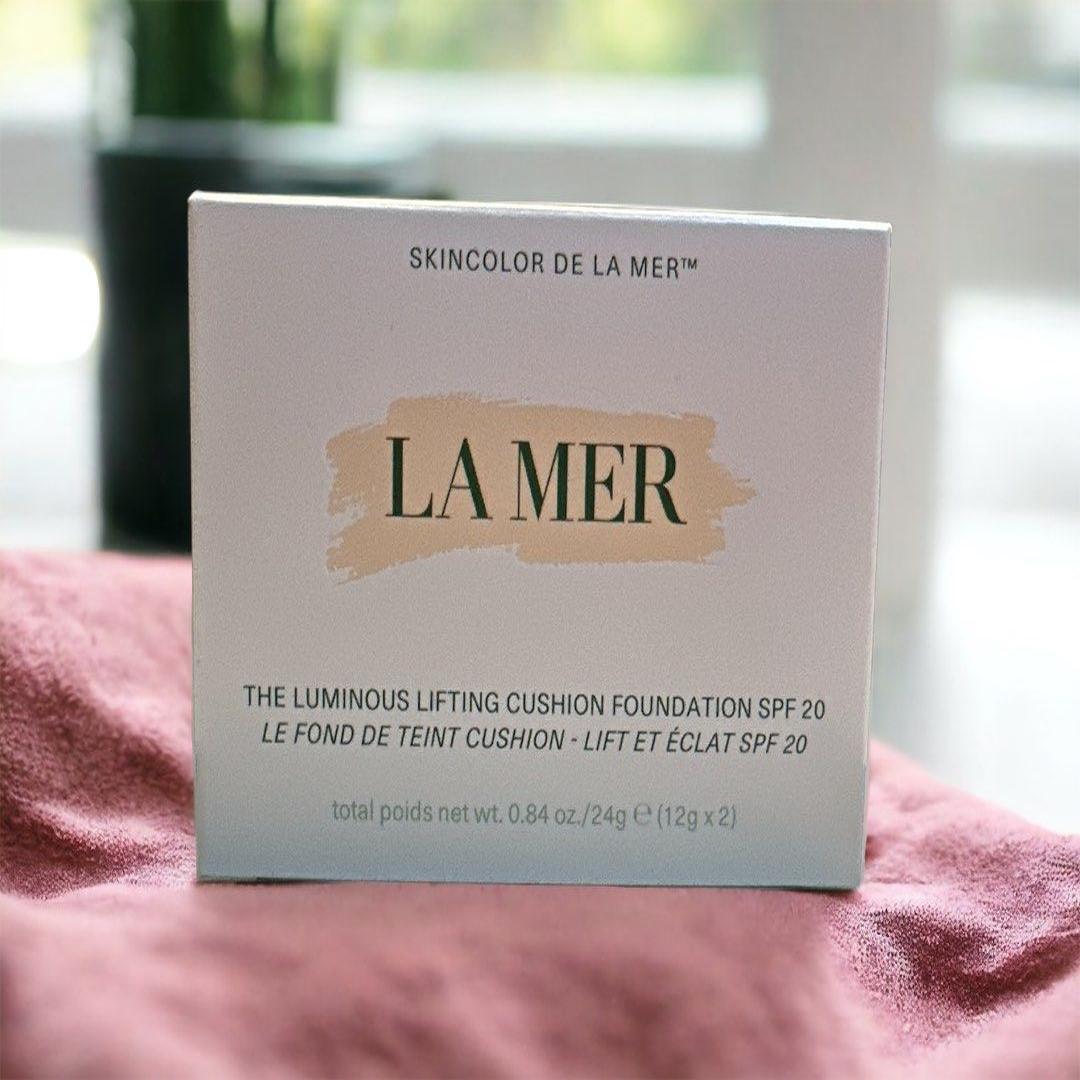 SKINCOLOR DE LA MER™
LA MER
THE LUMINOUS LIFTING CUSHION FOUNDATION SPF 20
LE FOND DE TEINT CUSHION - LIFT ET ÉCLAT SPF 20
total poids net wt. 0.84 oz./24g ℮ (12g x 2)